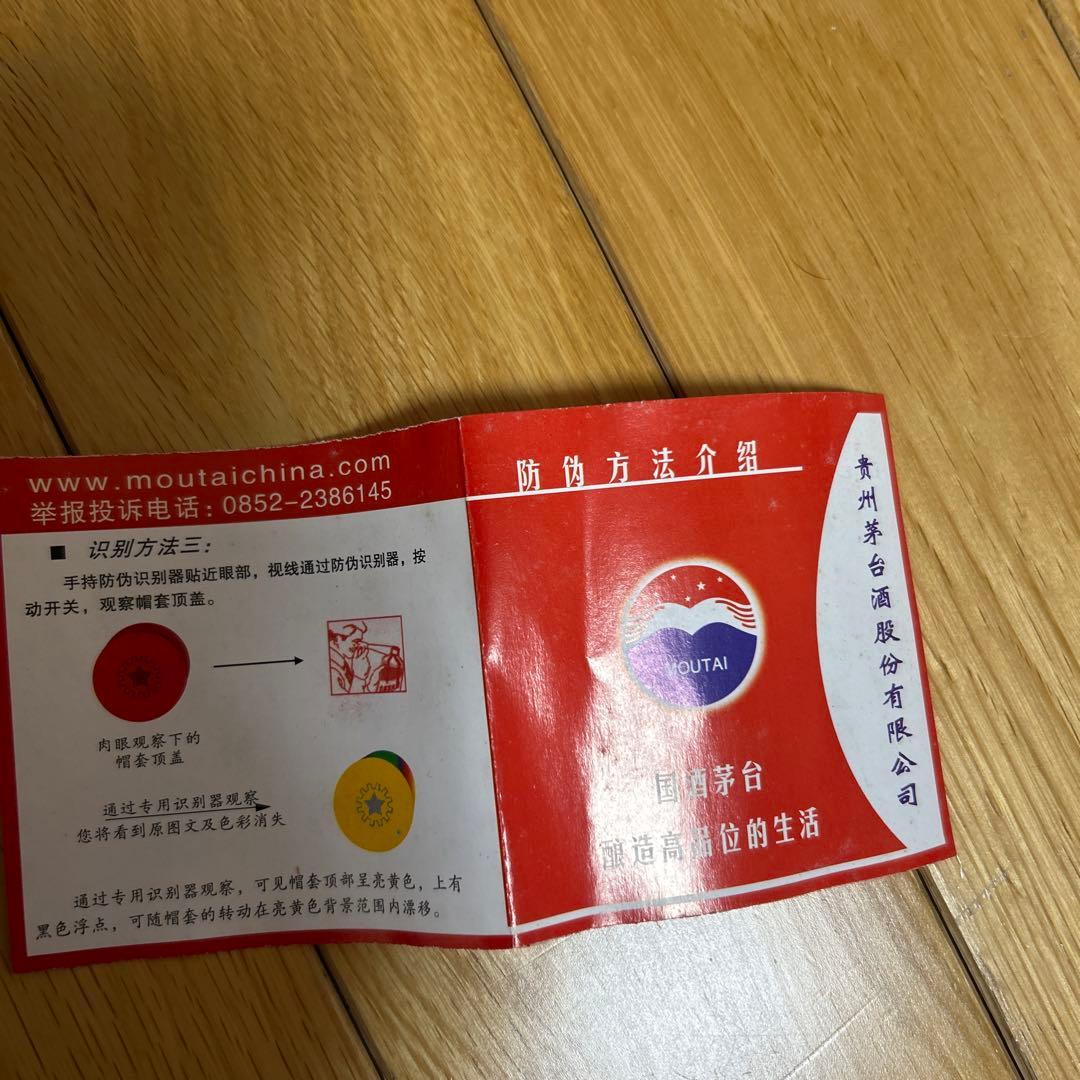 www.moutaichina.com
举报投诉电话：0852-2386145
■ 识别方法三：
手持防伪识别器贴近眼部，视线通过防伪识别器，按
动开关，观察帽套顶盖。
肉眼观察下的
帽套顶盖
通过专用识别器观察
您将看到原图文及色彩消失
通过专用识别器观察，可见帽套顶部呈亮黄色，上有
黑色浮点，可随帽套的转动在亮黄色背景范围内漂移。
防伪方法介绍
MOUTAI
国酒茅台
酿造高品位的生活
贵州茅台酒股份有限公司